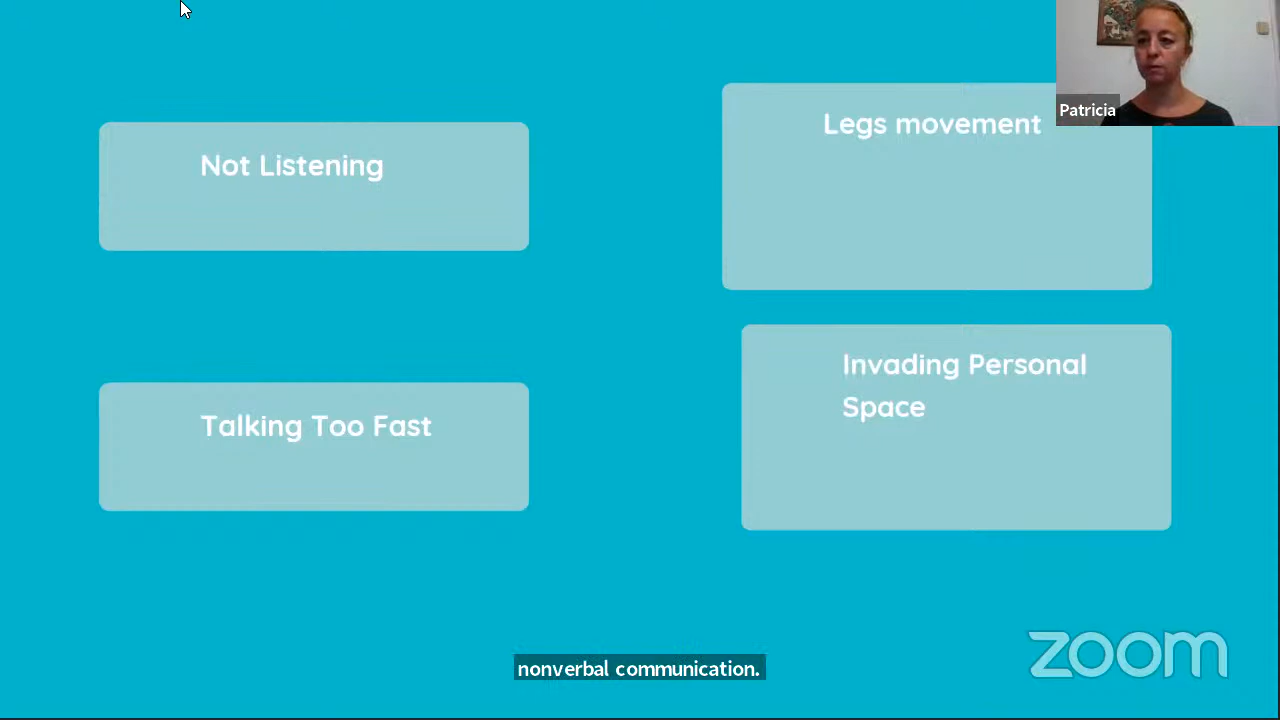 Patricia
Not Listening
Legs movement
Talking Too Fast
Invading Personal
Space
nonverbal communication.
zoom